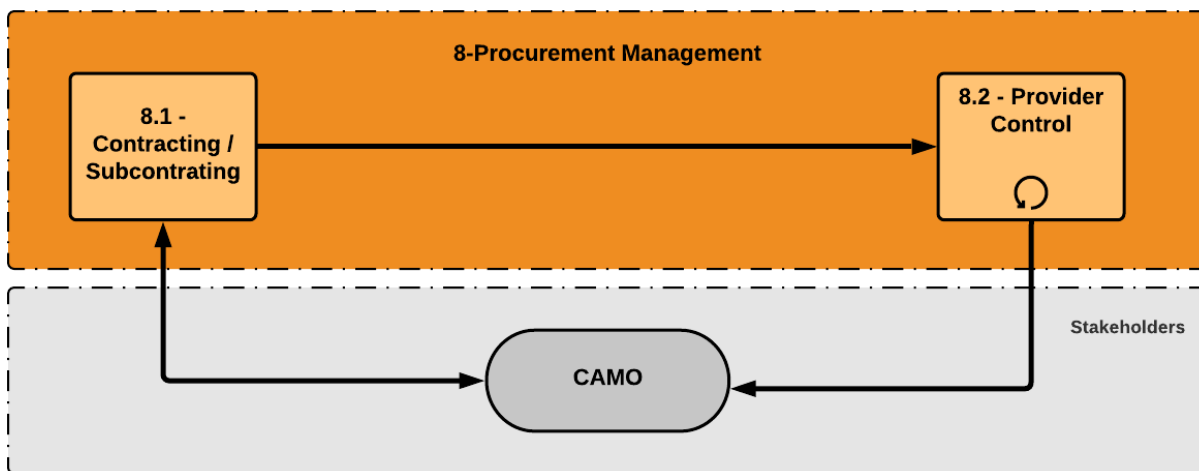 8-Procurement Management
8.1 -
Contracting /
Subcontrating
8.2 - Provider
Control
Stakeholders
CAMO